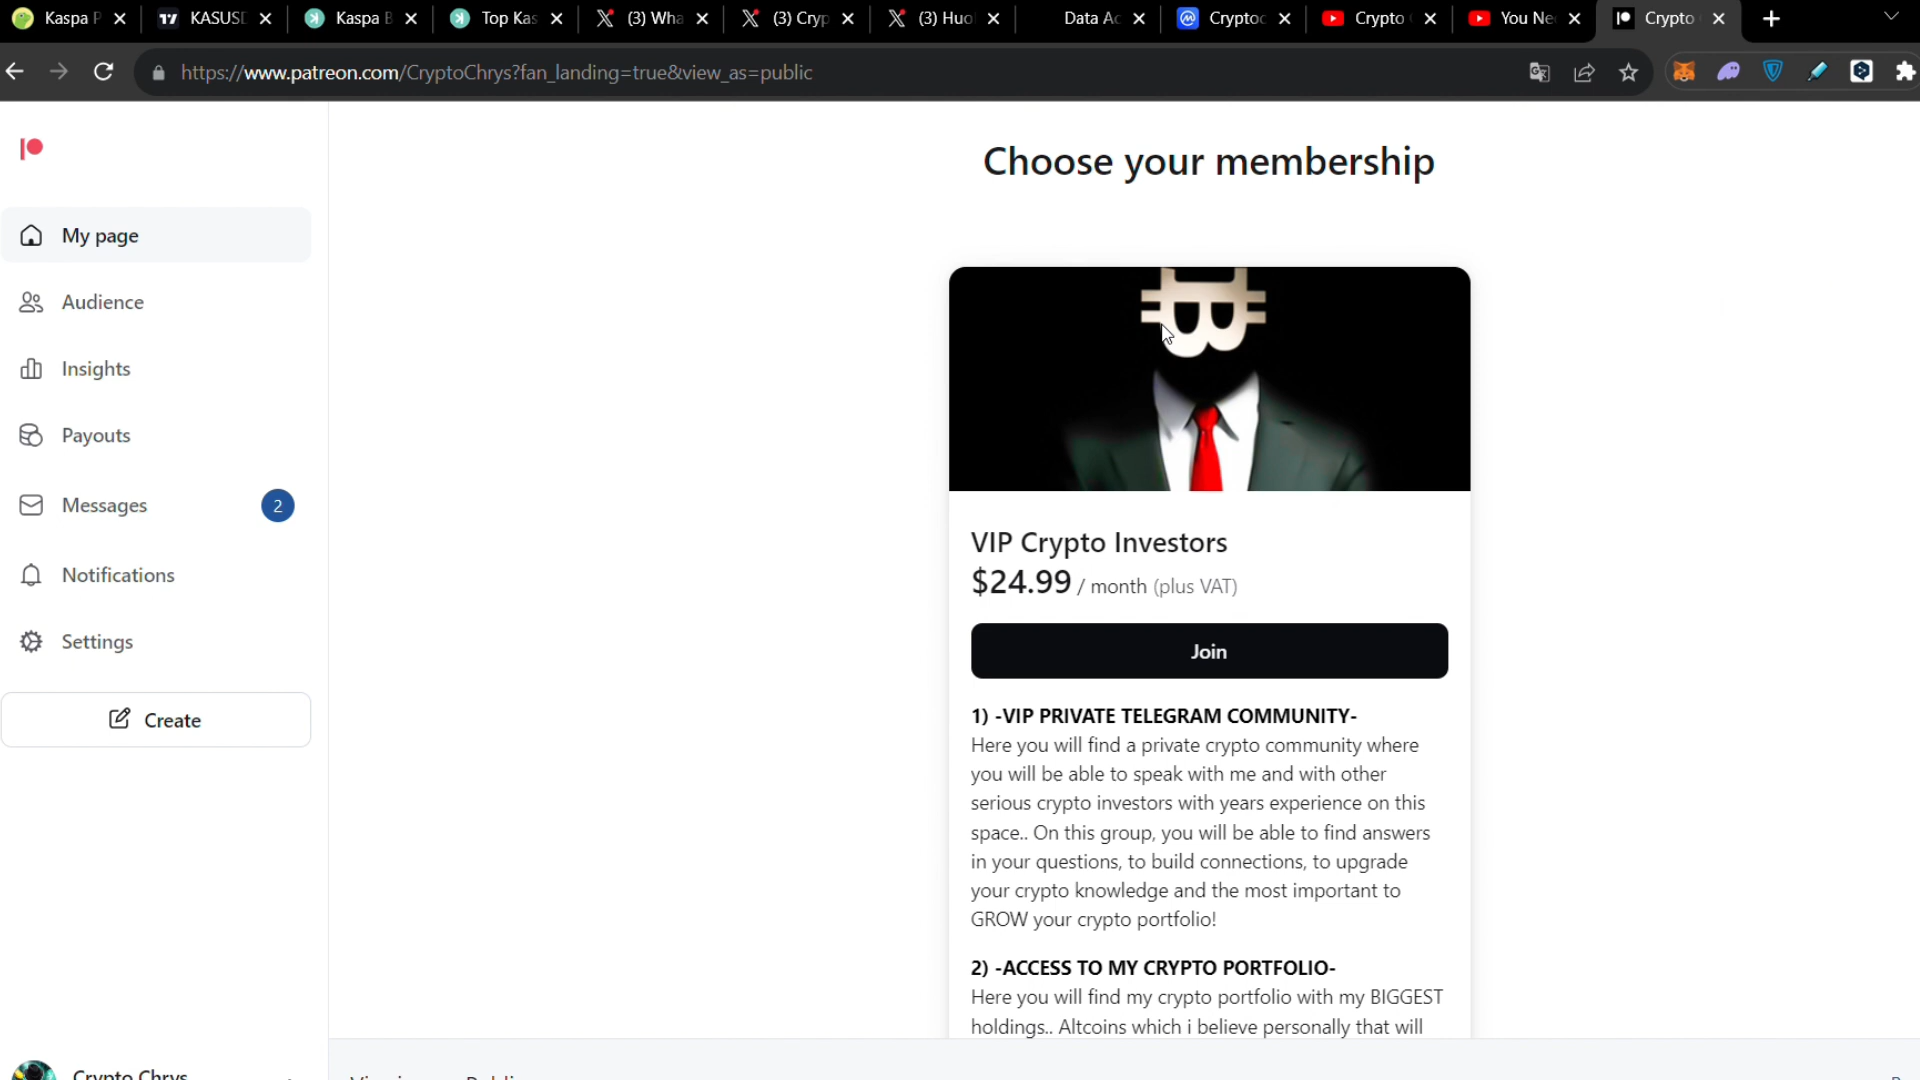 Kaspa P
KASUSD
Kaspa B
Top Kas
(3) Wha
(3) Cryp
(3) Huo
Data Ac
Cryptoc
Crypto
You Ne
Crypto
https://www.patreon.com/CryptoChrys?fan_landing=true&view_as=public
Choose your membership
My page
Audience
Insights
Payouts
Messages 2
Notifications
Settings
Create
VIP Crypto Investors
$24.99 / month (plus VAT)
Join
1) -VIP PRIVATE TELEGRAM COMMUNITY-
Here you will find a private crypto community where
you will be able to speak with me and with other
serious crypto investors with years experience on this
space.. On this group, you will be able to find answers
in your questions, to build connections, to upgrade
your crypto knowledge and the most important to
GROW your crypto portfolio!
2) -ACCESS TO MY CRYPTO PORTFOLIO-
Here you will find my crypto portfolio with my BIGGEST
holdings.. Altcoins which i believe personally that will
Crypto Chrys